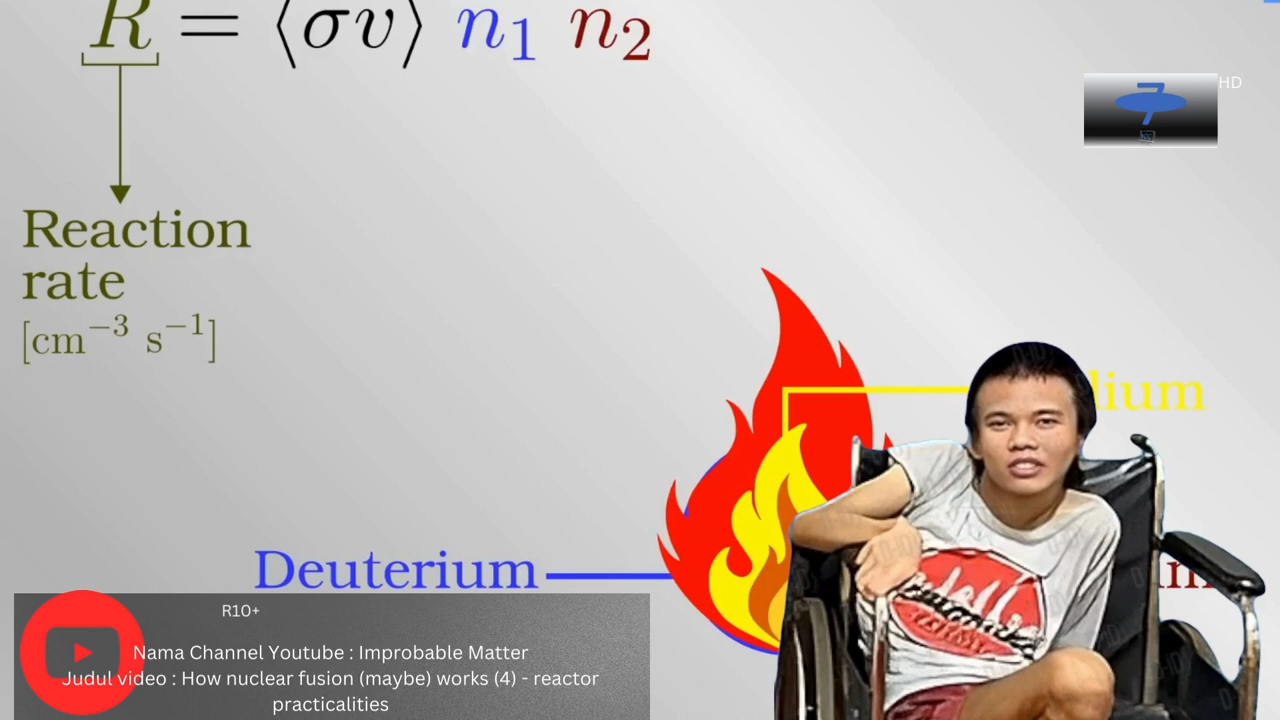 R = ⟨σv⟩ n₁ n₂
7
HD
Reaction
rate
[cm⁻³ s⁻¹]
Deuterium
R10+
Nama Channel Youtube : Improbable Matter
Judul video : How nuclear fusion (maybe) works (4) - reactor
practicalities